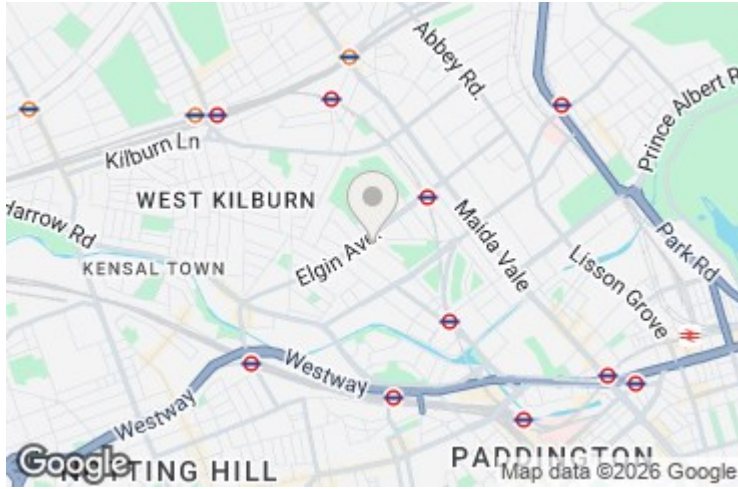 Abbey Rd.
Prince Albert R
Kilburn Ln
WEST KILBURN
Harrow Rd
Maida Vale
Park Rd
Elgin Ave.
KENSAL TOWN
Lisson Grove
Westway
Westway
PADDINGTON
Google
TTING HILL
Map data ©2026 Google